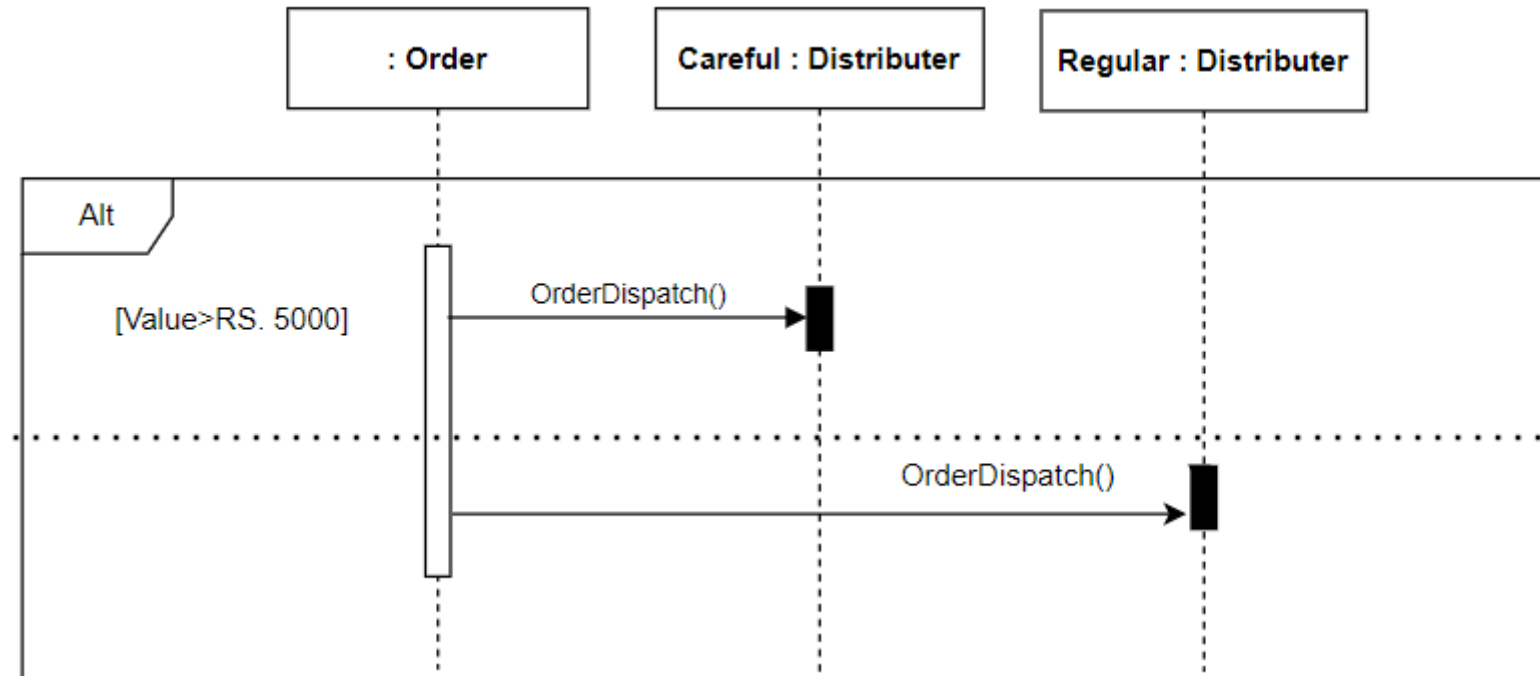 : Order
Careful : Distributer
Regular : Distributer
Alt
OrderDispatch()
[Value>RS. 5000]
OrderDispatch()